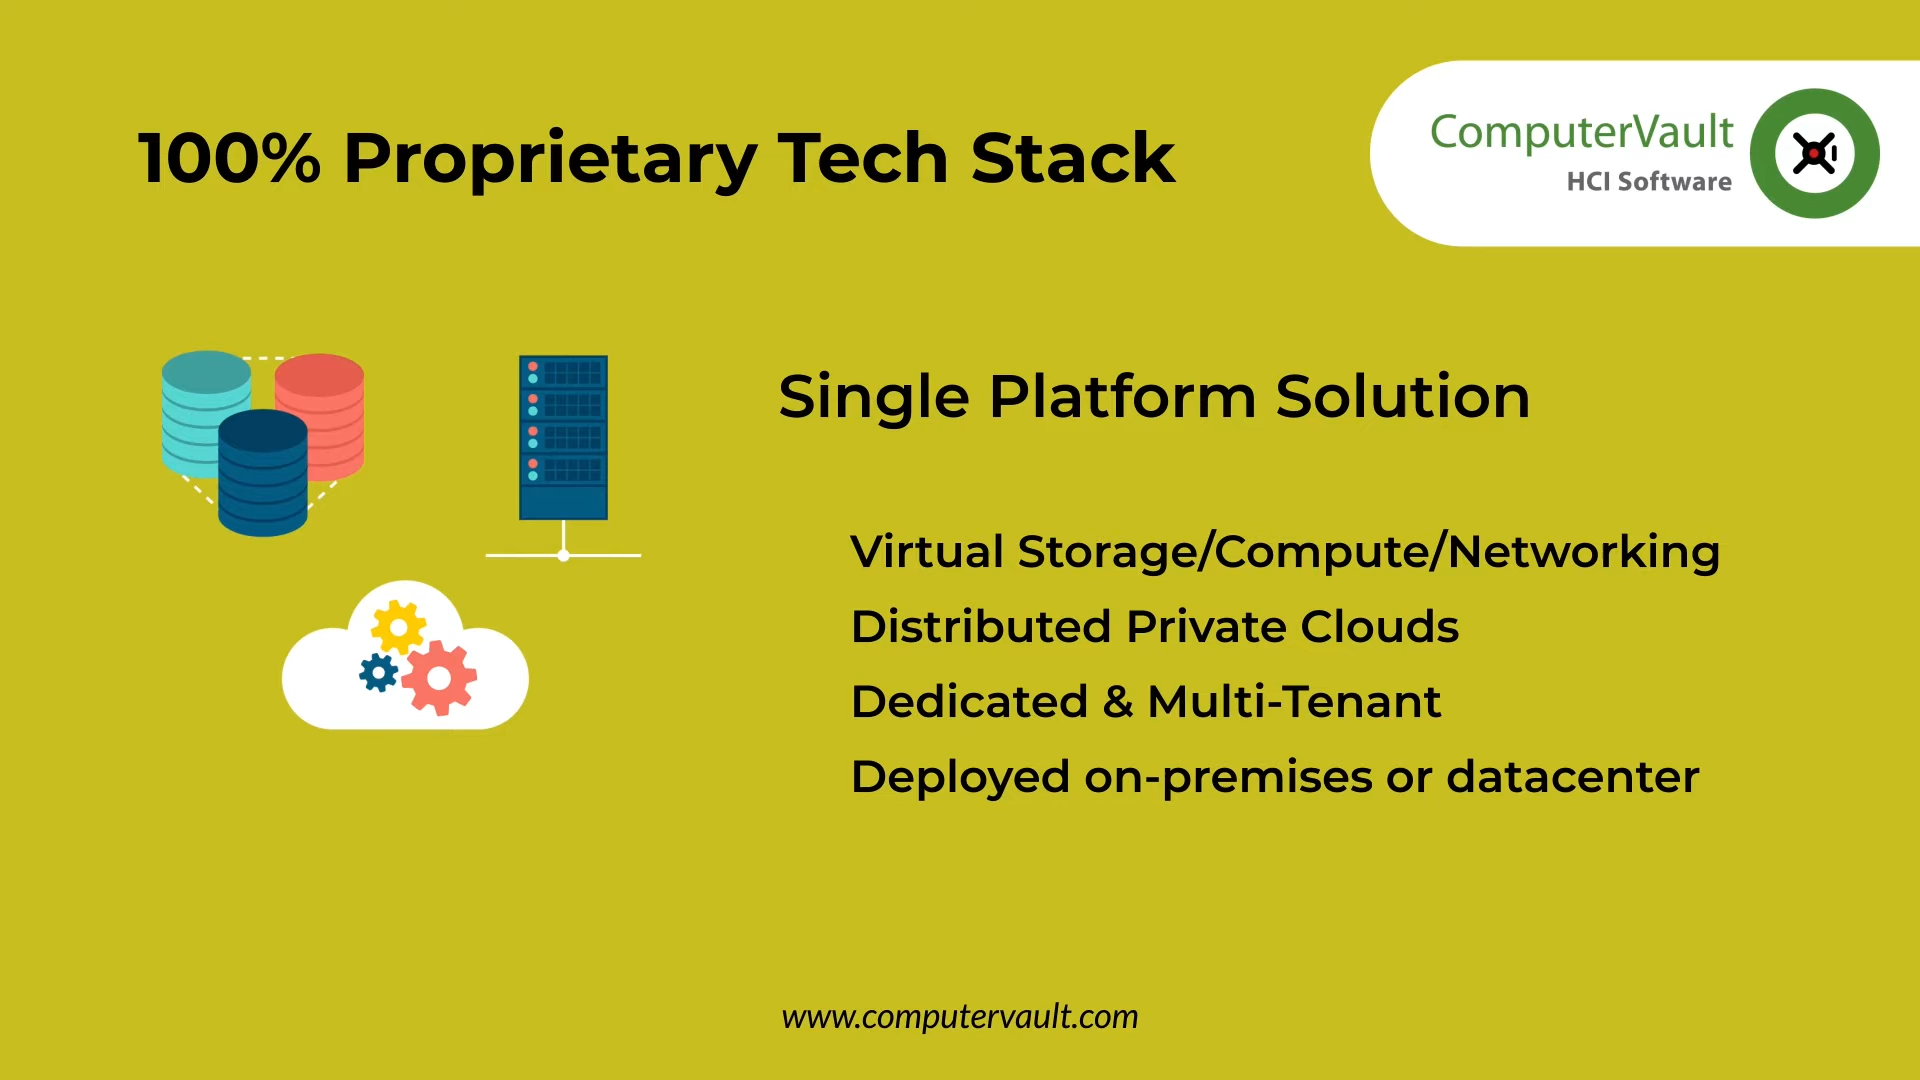 100% Proprietary Tech Stack
ComputerVault
HCI Software
Single Platform Solution
Virtual Storage/Compute/Networking
Distributed Private Clouds
Dedicated & Multi-Tenant
Deployed on-premises or datacenter
www.computervault.com